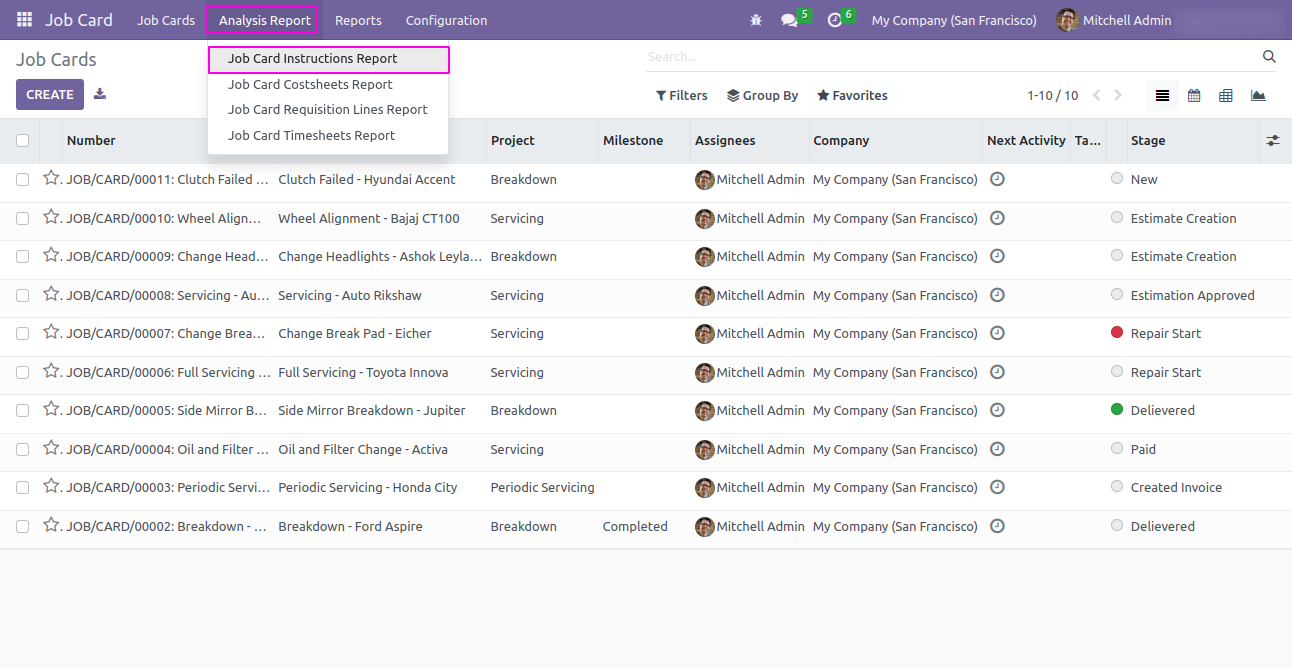 Job Card Job Cards Analysis Report Reports Configuration 5 6 My Company (San Francisco) Mitchell Admin
Job Cards Search...
Job Card Instructions Report
CREATE Job Card Costsheets Report Filters Group By Favorites 1-10 / 10
Job Card Requisition Lines Report
Job Card Timesheets Report
Number Project Milestone Assignees Company Next Activity Ta... Stage
JOB/CARD/00011: Clutch Failed ... Clutch Failed - Hyundai Accent Breakdown Mitchell Admin My Company (San Francisco) New
JOB/CARD/00010: Wheel Align... Wheel Alignment - Bajaj CT100 Servicing Mitchell Admin My Company (San Francisco) Estimate Creation
JOB/CARD/00009: Change Head... Change Headlights - Ashok Leyla... Breakdown Mitchell Admin My Company (San Francisco) Estimate Creation
JOB/CARD/00008: Servicing - Au... Servicing - Auto Rikshaw Servicing Mitchell Admin My Company (San Francisco) Estimation Approved
JOB/CARD/00007: Change Brea... Change Break Pad - Eicher Servicing Mitchell Admin My Company (San Francisco) Repair Start
JOB/CARD/00006: Full Servicing ... Full Servicing - Toyota Innova Servicing Mitchell Admin My Company (San Francisco) Repair Start
JOB/CARD/00005: Side Mirror B... Side Mirror Breakdown - Jupiter Breakdown Mitchell Admin My Company (San Francisco) Delievered
JOB/CARD/00004: Oil and Filter ... Oil and Filter Change - Activa Servicing Mitchell Admin My Company (San Francisco) Paid
JOB/CARD/00003: Periodic Servi... Periodic Servicing - Honda City Periodic Servicing Mitchell Admin My Company (San Francisco) Created Invoice
JOB/CARD/00002: Breakdown - ... Breakdown - Ford Aspire Breakdown Completed Mitchell Admin My Company (San Francisco) Delievered